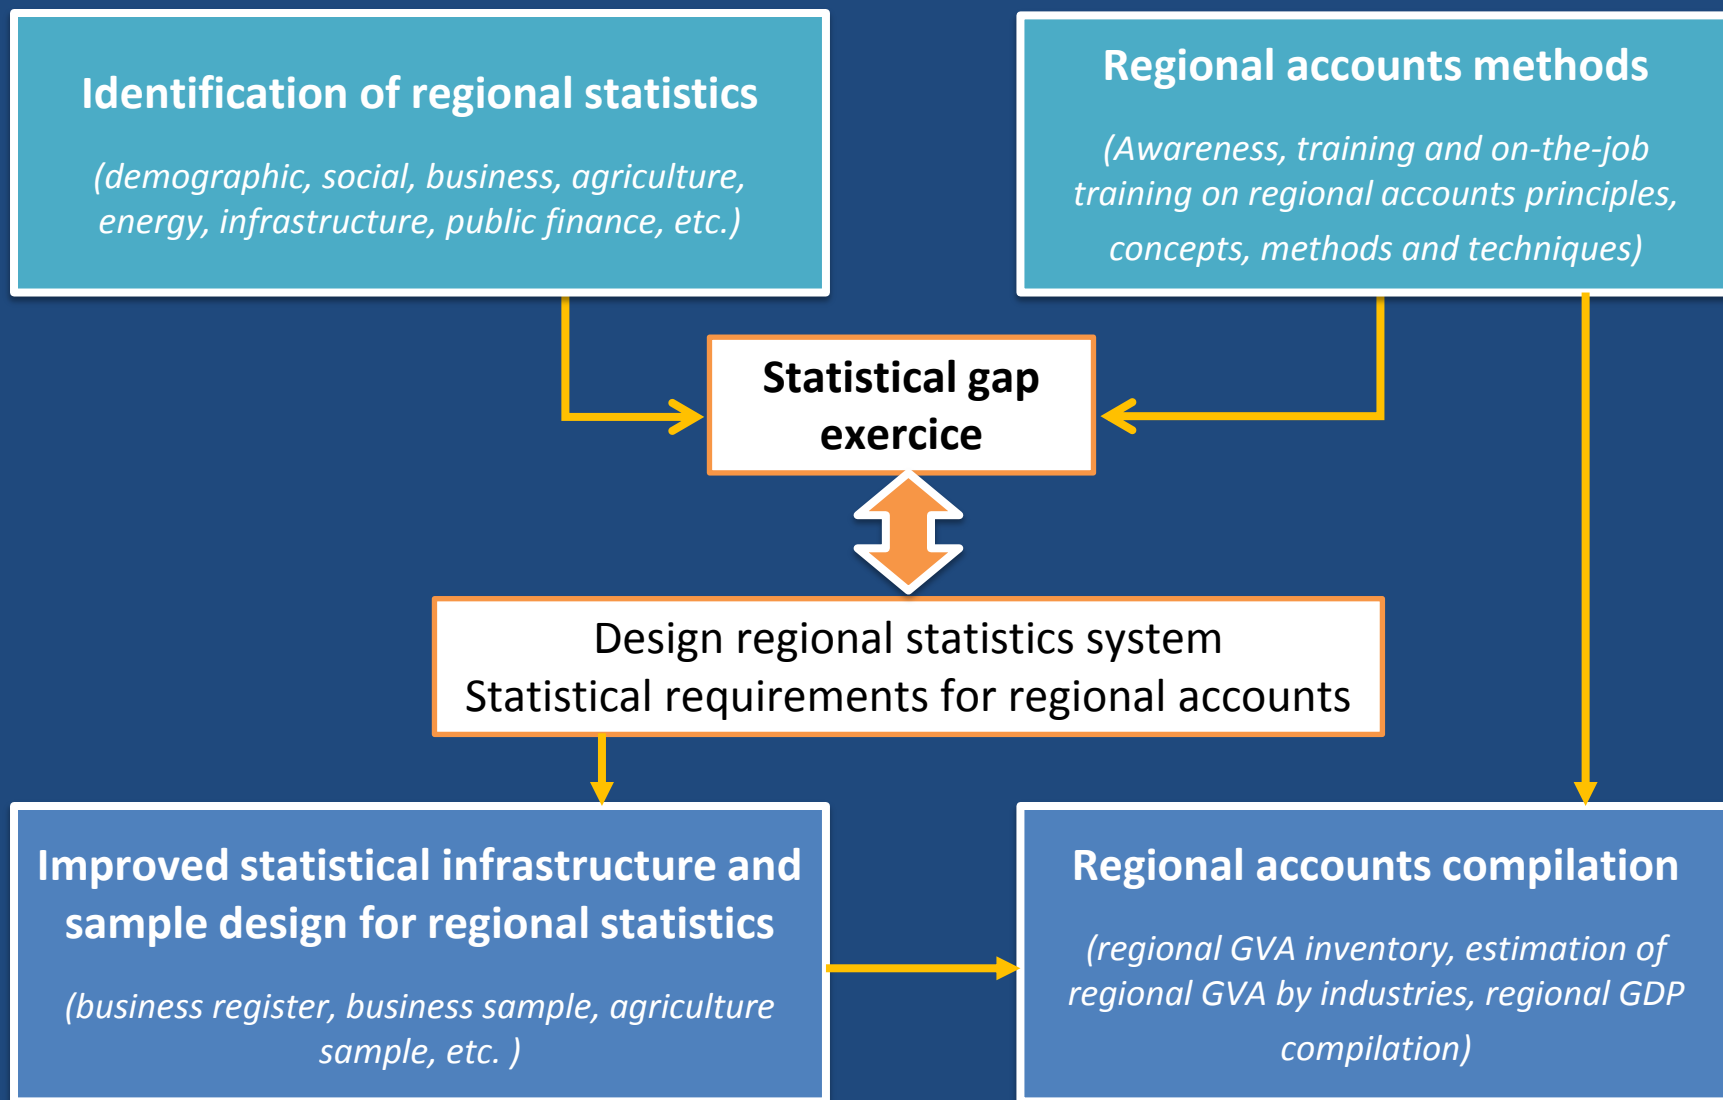 Identification of regional statistics
(demographic, social, business, agriculture,
energy, infrastructure, public finance, etc.)
Regional accounts methods
(Awareness, training and on-the-job
training on regional accounts principles,
concepts, methods and techniques)
Statistical gap
exercice
Design regional statistics system
Statistical requirements for regional accounts
Improved statistical infrastructure and
sample design for regional statistics
(business register, business sample, agriculture
sample, etc. )
Regional accounts compilation
(regional GVA inventory, estimation of
regional GVA by industries, regional GDP
compilation)